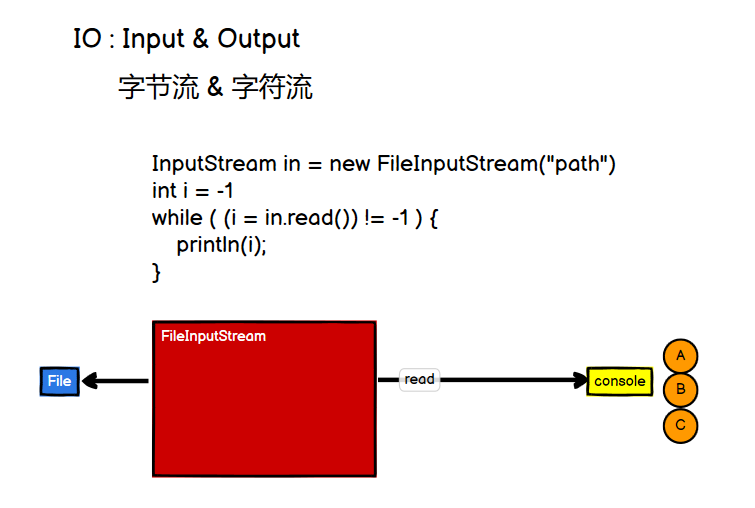 IO : Input & Output
字节流 & 字符流
InputStream in = new FileInputStream("path")
int i = -1
while ( (i = in.read()) != -1 ) {
println(i);
}
FileInputStream
File
read
console
A
B
C